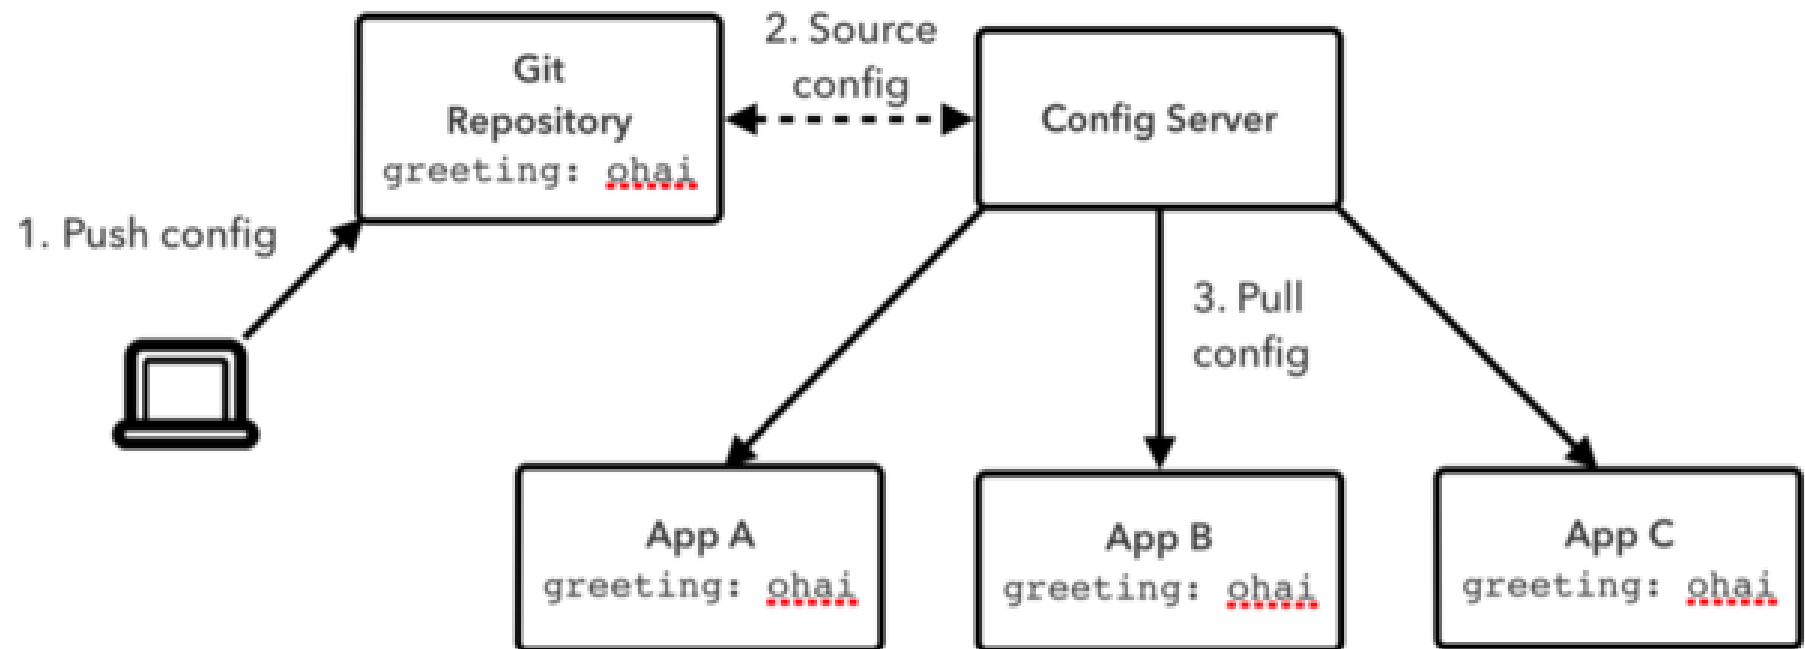 Git
Repository
greeting: ohai
2. Source
config
Config Server
1. Push config
3. Pull
config
App A
greeting: ohai
App B
greeting: ohai
App C
greeting: ohai